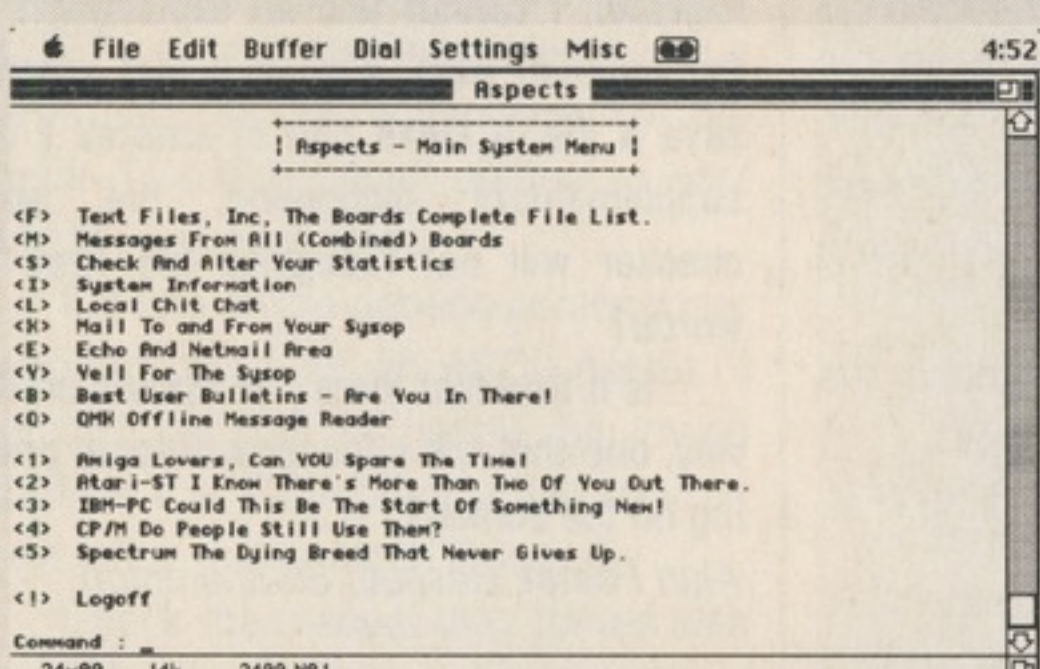 File Edit Buffer Dial Settings Misc 4:52
Aspects
Aspects - Main System Menu
<F> Text Files, Inc, The Boards Complete File List.
<M> Messages From All (Combined) Boards
<$> Check And Alter Your Statistics
<I> System Information
<L> Local Chit Chat
<X> Mail To and From Your Sysop
<E> Echo And Netmail Area
<Y> Yell For The Sysop
<B> Best User Bulletins - Are You In There!
<Q> QMX Offline Message Reader
<1> Amiga Lovers, Can YOU Spare The Time!
<2> Atari-ST I Know There's More Than Two Of You Out There.
<3> IBM-PC Could This Be The Start Of Something New!
<4> CP/M Do People Still Use Them?
<5> Spectrum The Dying Breed That Never Gives Up.
<!> Logoff
Command : _